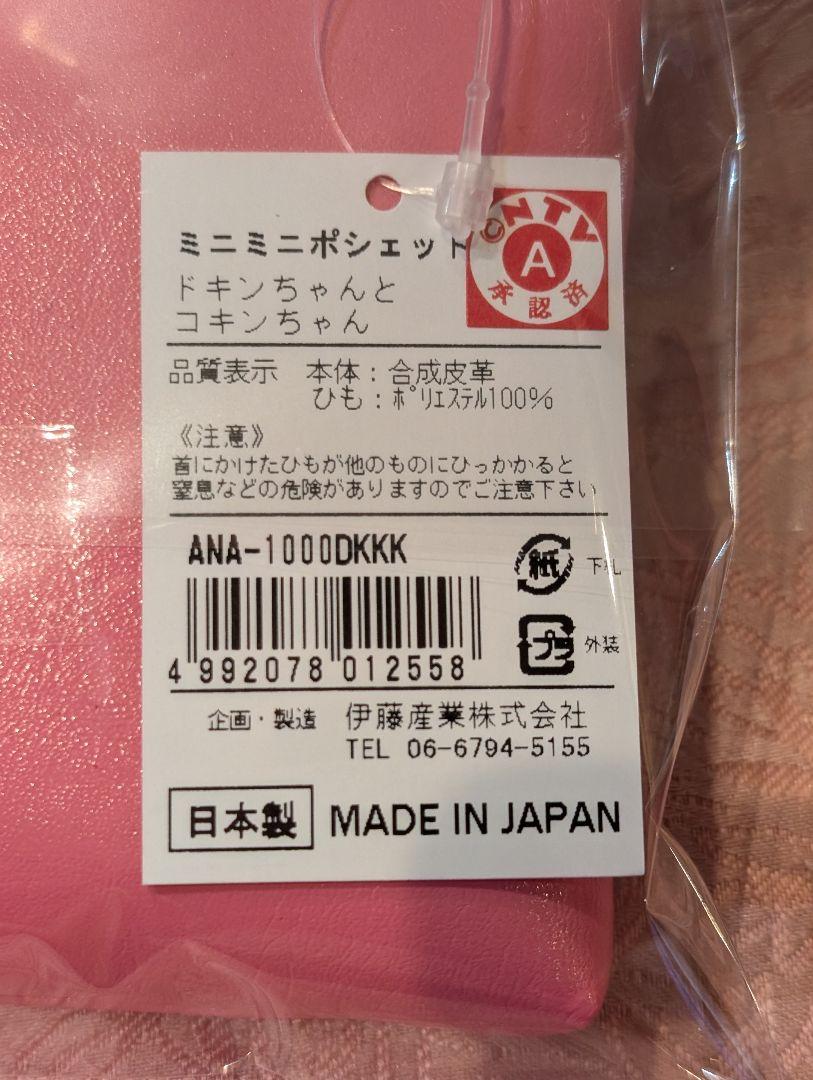 ミニミニポシェット
ドキンちゃんと
コキンちゃん
©NTV
A
承認済
品質表示 本体：合成皮革
ひも：ﾎﾟﾘｴｽﾃﾙ100%
《注意》
首にかけたひもが他のものにひっかかると
窒息などの危険がありますのでご注意下さい
ANA-1000DKKK
紙 下札
4 992078 012558
プラ 外装
企画・製造 伊藤産業株式会社
TEL 06-6794-5155
日本製 MADE IN JAPAN